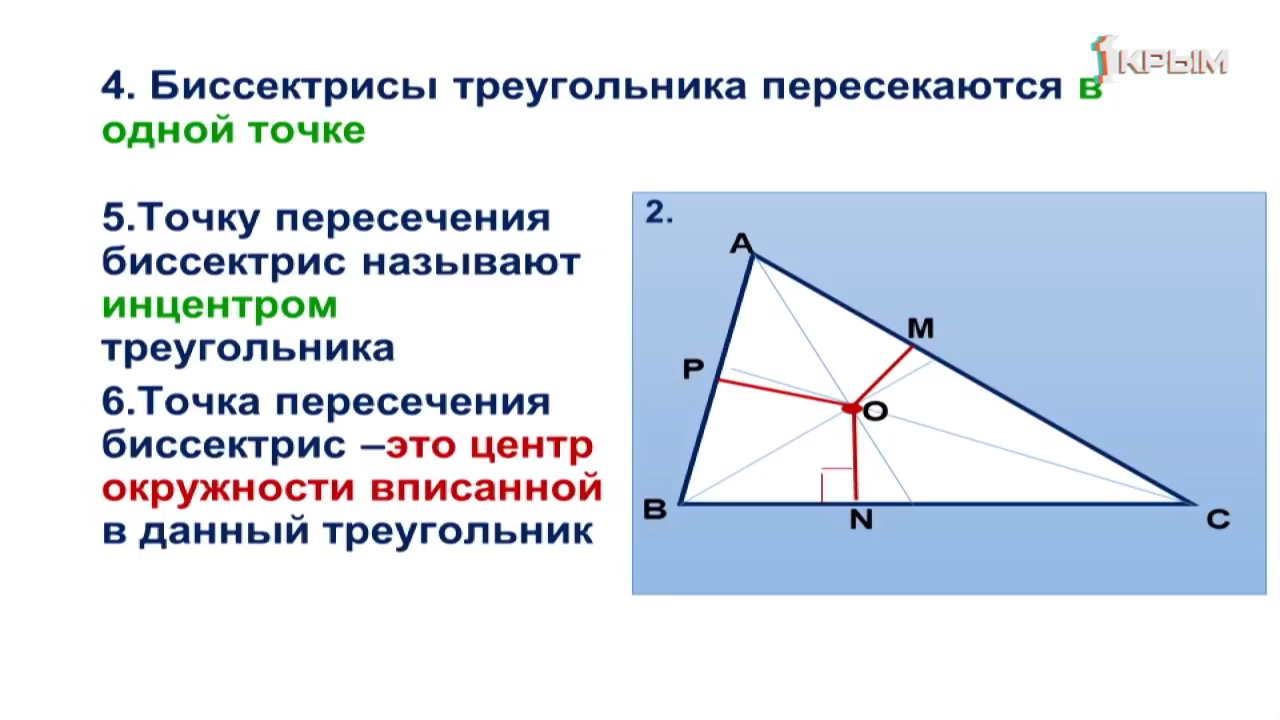 1 КРЫМ
4. Биссектрисы треугольника пересекаются в
одной точке
5.Точку пересечения
биссектрис называют
инцентром
треугольника
6.Точка пересечения
биссектрис –это центр
окружности вписанной
в данный треугольник
2.
A
M
P
O
B
N
C